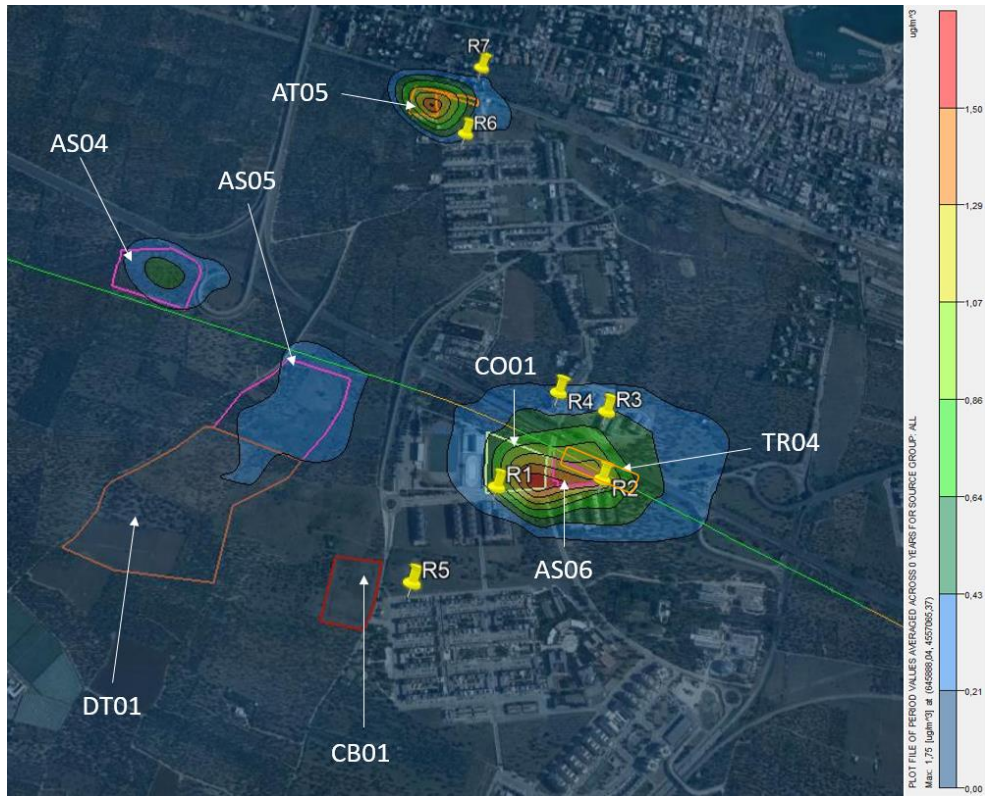 ug/m^3
R7
AT05
R6
AS04
AS05
1,50
1,29
1,07
0,86
0,64
0,43
0,21
0,00
CO01
R4
R3
TR04
R1
R2
AS06
R5
DT01
CB01
PLOT FILE OF PERIOD VALUES AVERAGED ACROSS 0 YEARS FOR SOURCE GROUP: ALL
Max: 1,75 [ug/m^3] at (645888,04, 4557065,37)